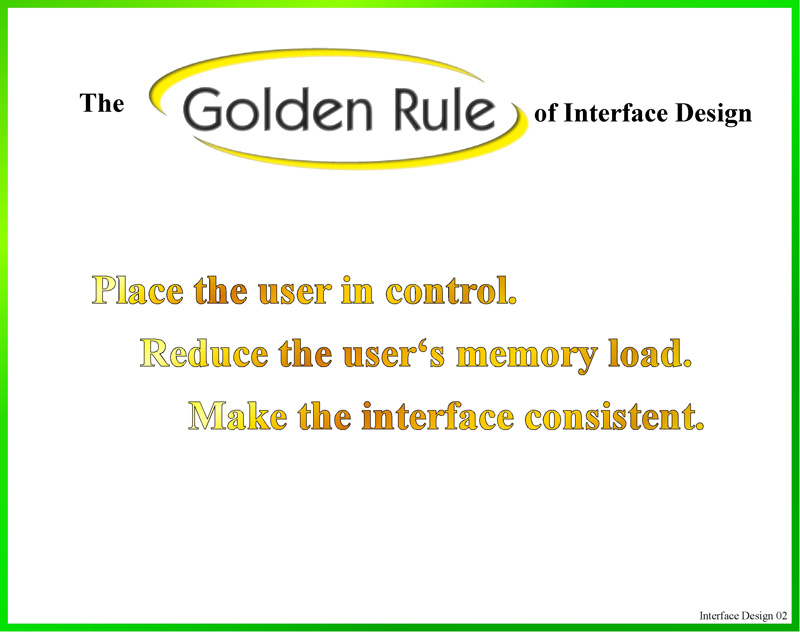 The Golden Rule of Interface Design
Place the user in control.
Reduce the user‘s memory load.
Make the interface consistent.
Interface Design 02